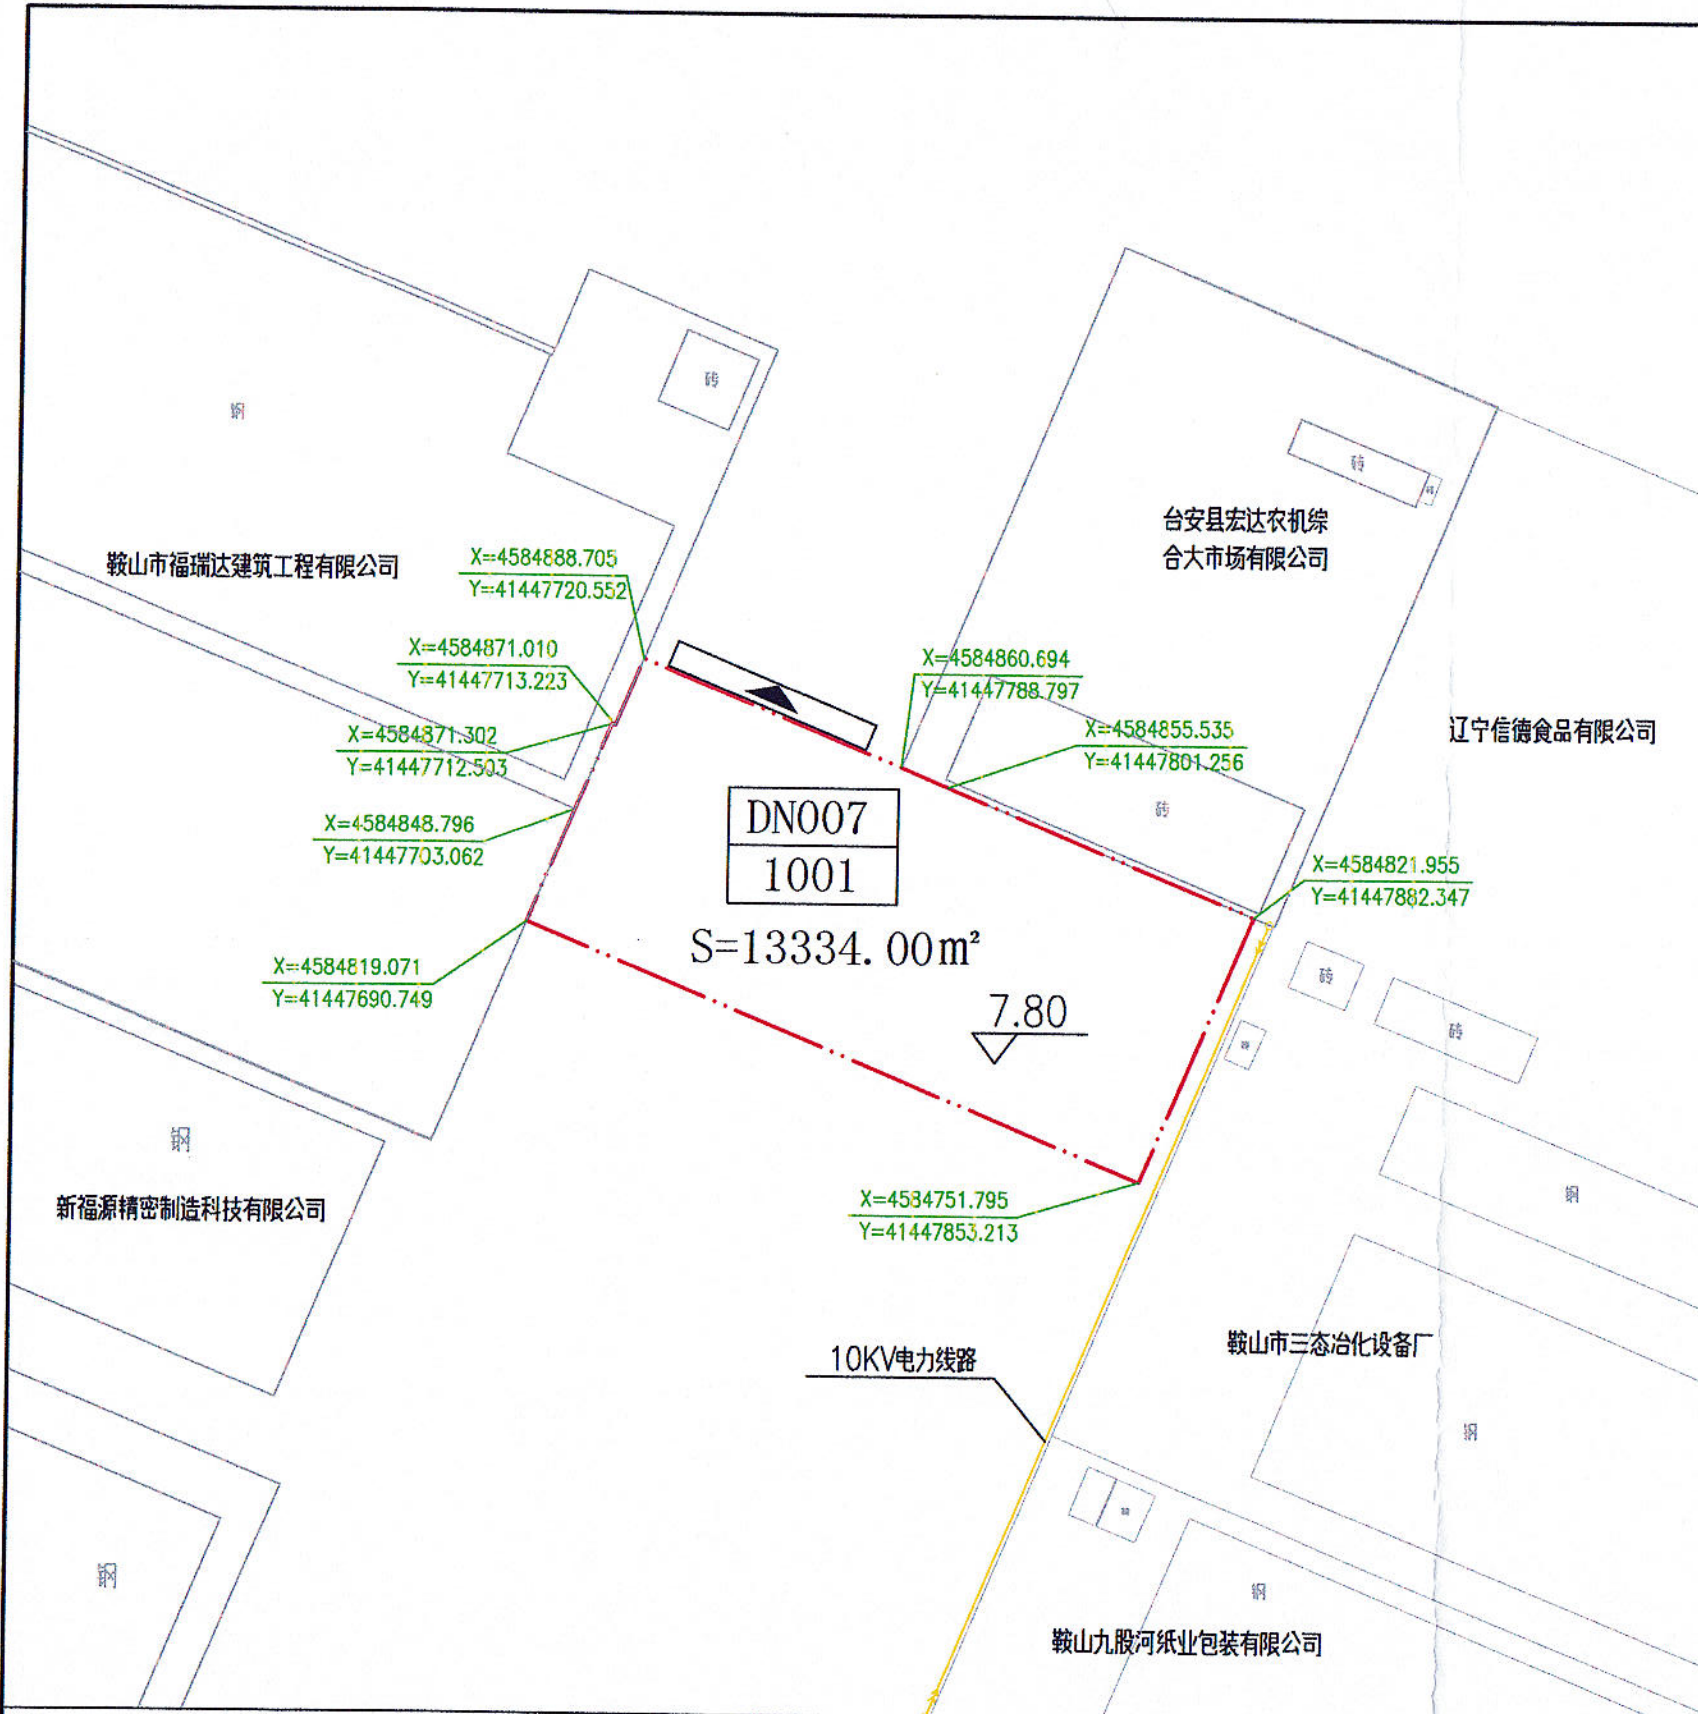 砖
钢
砖
砖
台安县宏达农机综
合大市场有限公司
鞍山市福瑞达建筑工程有限公司
X=4584888.705
Y=41447720.552
X=4584871.010
Y=41447713.223
X=4584860.694
Y=41447788.797
辽宁信德食品有限公司
X=4584871.302
Y=41447712.503
X=4584855.535
Y=41447801.256
砖
X=4584848.796
Y=41447703.062
DN007
1001
X=4584821.955
Y=41447882.347
S=13334.00m²
X=4584819.071
Y=41447690.749
砖
7.80
砖
砖
钢
新福源精密制造科技有限公司
钢
X=4584751.795
Y=41447853.213
10KV电力线路
鞍山市三态冶化设备厂
钢
砖
钢
钢
鞍山九股河纸业包装有限公司